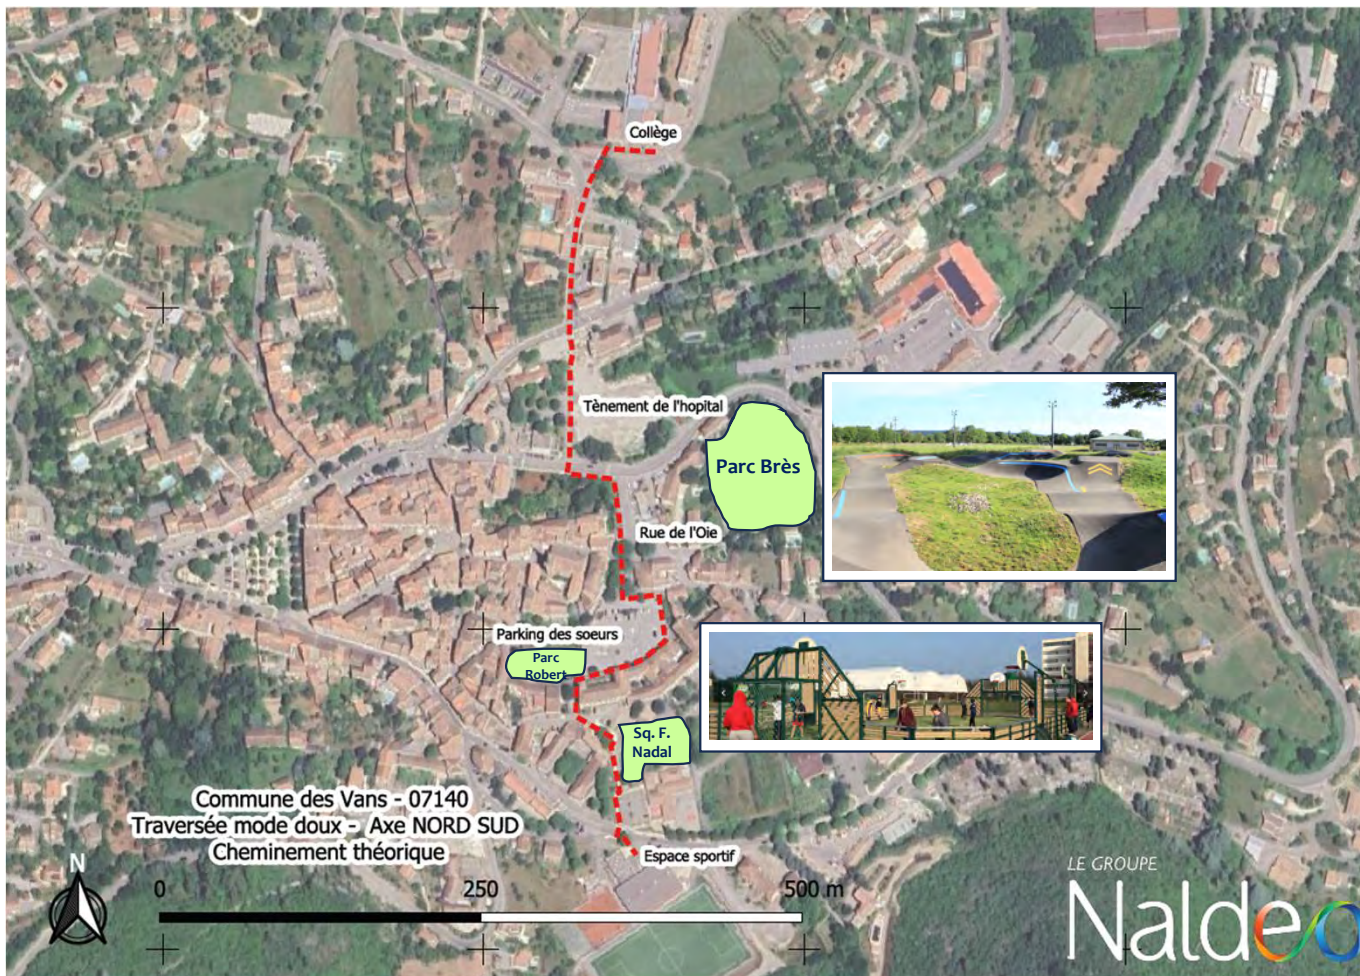 Collège
Tènement de l'hopital
Parc Brès
Rue de l'Oie
Parking des soeurs
Parc
Robert
Sq. F.
Nadal
Commune des Vans - 07140
Traversée mode doux - Axe NORD SUD
Cheminement théorique
Espace sportif
N
0
250
500 m
LE GROUPE
Naldeo